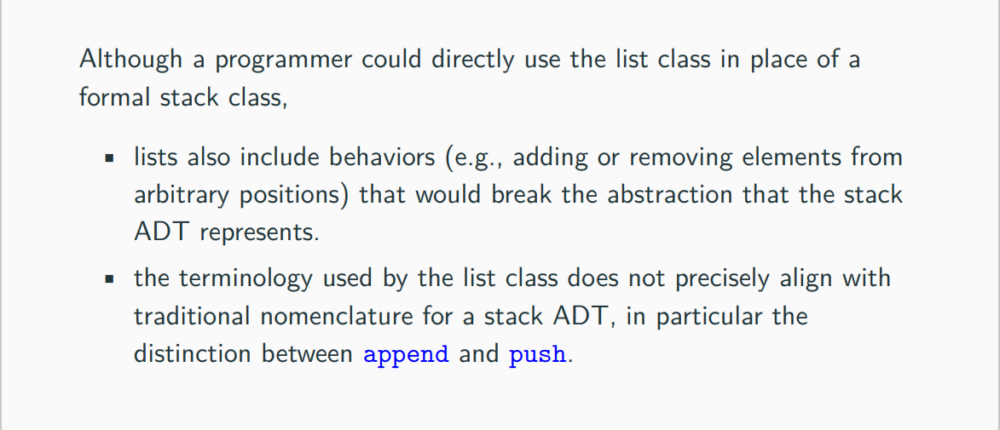 Although a programmer could directly use the list class in place of a
formal stack class,
▪ lists also include behaviors (e.g., adding or removing elements from
arbitrary positions) that would break the abstraction that the stack
ADT represents.
▪ the terminology used by the list class does not precisely align with
traditional nomenclature for a stack ADT, in particular the
distinction between append and push.